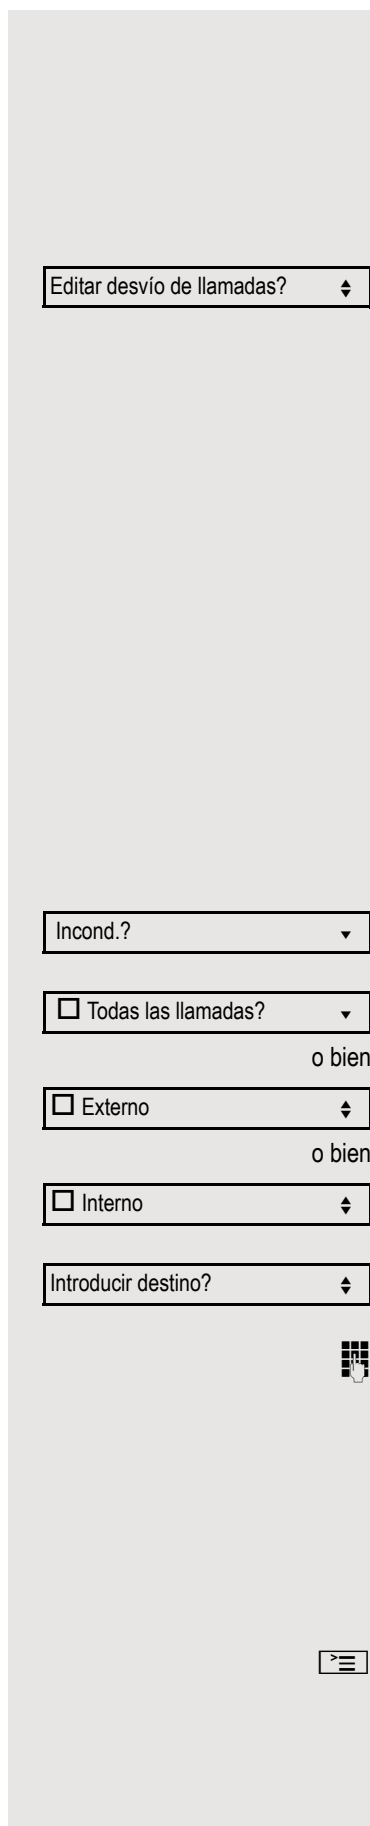 Editar desvío de llamadas?
Incond.?
Todas las llamadas?
o bien
Externo
o bien
Interno
Introducir destino?